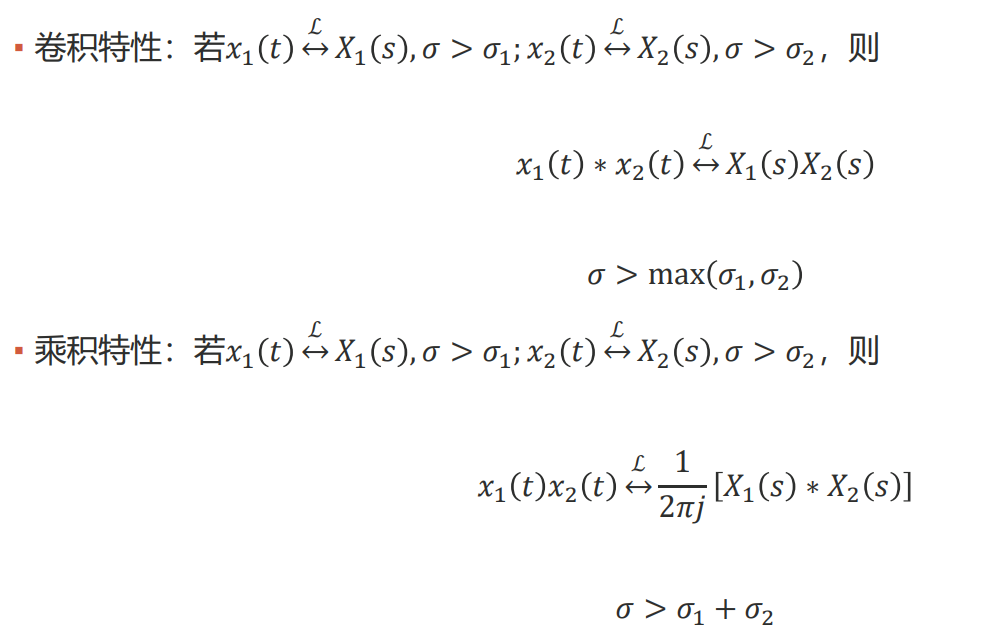 ▪ 卷积特性：若x₁(t) ↔ℒ X₁(s), σ > σ₁; x₂(t) ↔ℒ X₂(s), σ > σ₂，则
x₁(t) ∗ x₂(t) ↔ℒ X₁(s)X₂(s)
σ > max(σ₁, σ₂)
▪ 乘积特性：若x₁(t) ↔ℒ X₁(s), σ > σ₁; x₂(t) ↔ℒ X₂(s), σ > σ₂，则
x₁(t)x₂(t) ↔ℒ 1/(2πj) [X₁(s) ∗ X₂(s)]
σ > σ₁ + σ₂